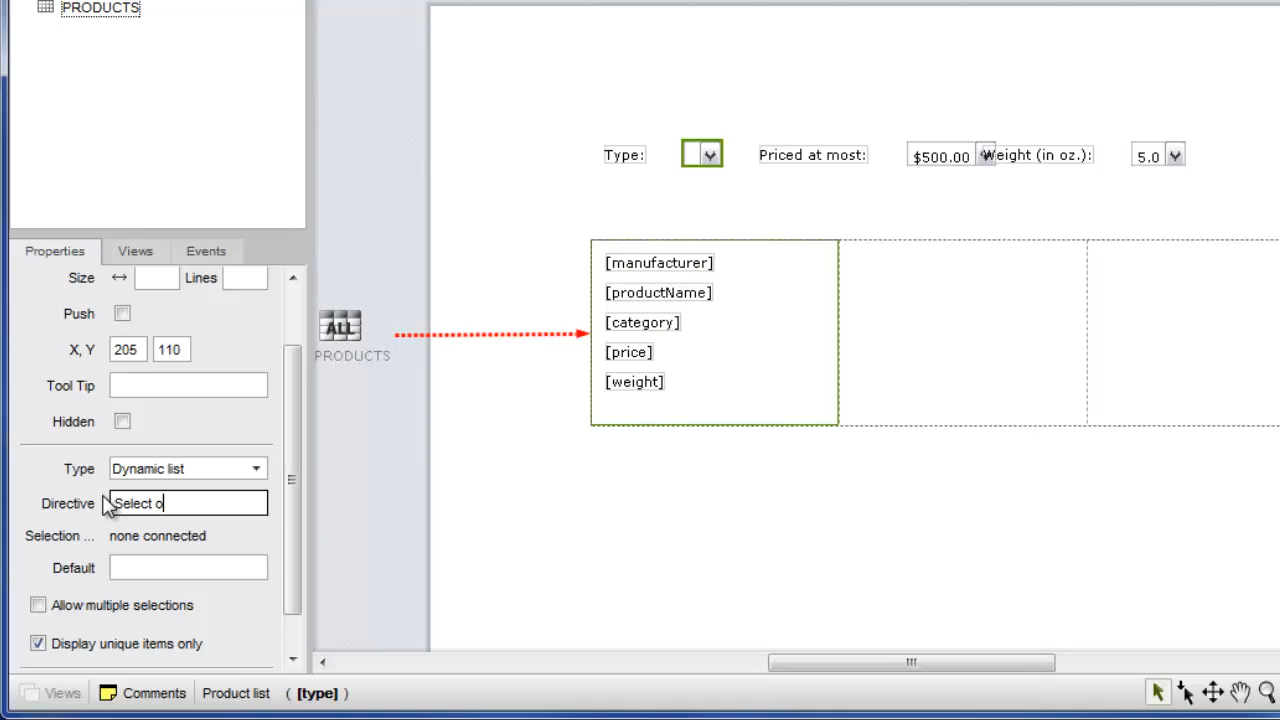 PRODUCTS
Type:
Priced at most:
$500.00
Weight (in oz.):
5.0
Properties
Views
Events
Size
Lines
Push
X, Y
205
110
Tool Tip
Hidden
Type
Dynamic list
Directive
Select o
Selection ...
none connected
Default
Allow multiple selections
Display unique items only
ALL
PRODUCTS
[manufacturer]
[productName]
[category]
[price]
[weight]
Views
Comments
Product list
( [type] )